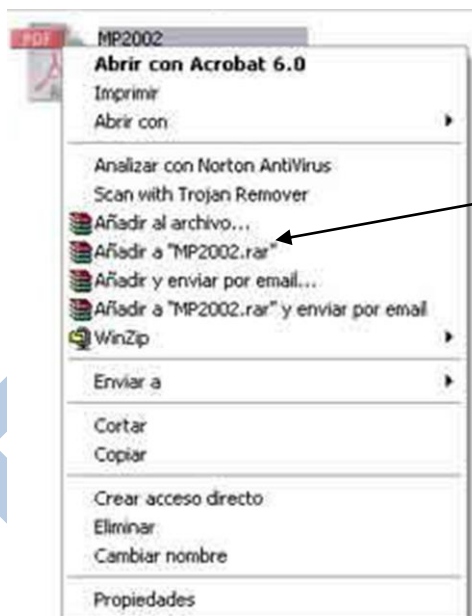 PDF
MP2002
Abrir con Acrobat 6.0
Imprimir
Abrir con
Analizar con Norton AntiVirus
Scan with Trojan Remover
Añadir al archivo...
Añadir a "MP2002.rar"
Añadir y enviar por email...
Añadir a "MP2002.rar" y enviar por email
WinZip
Enviar a
Cortar
Copiar
Crear acceso directo
Eliminar
Cambiar nombre
Propiedades